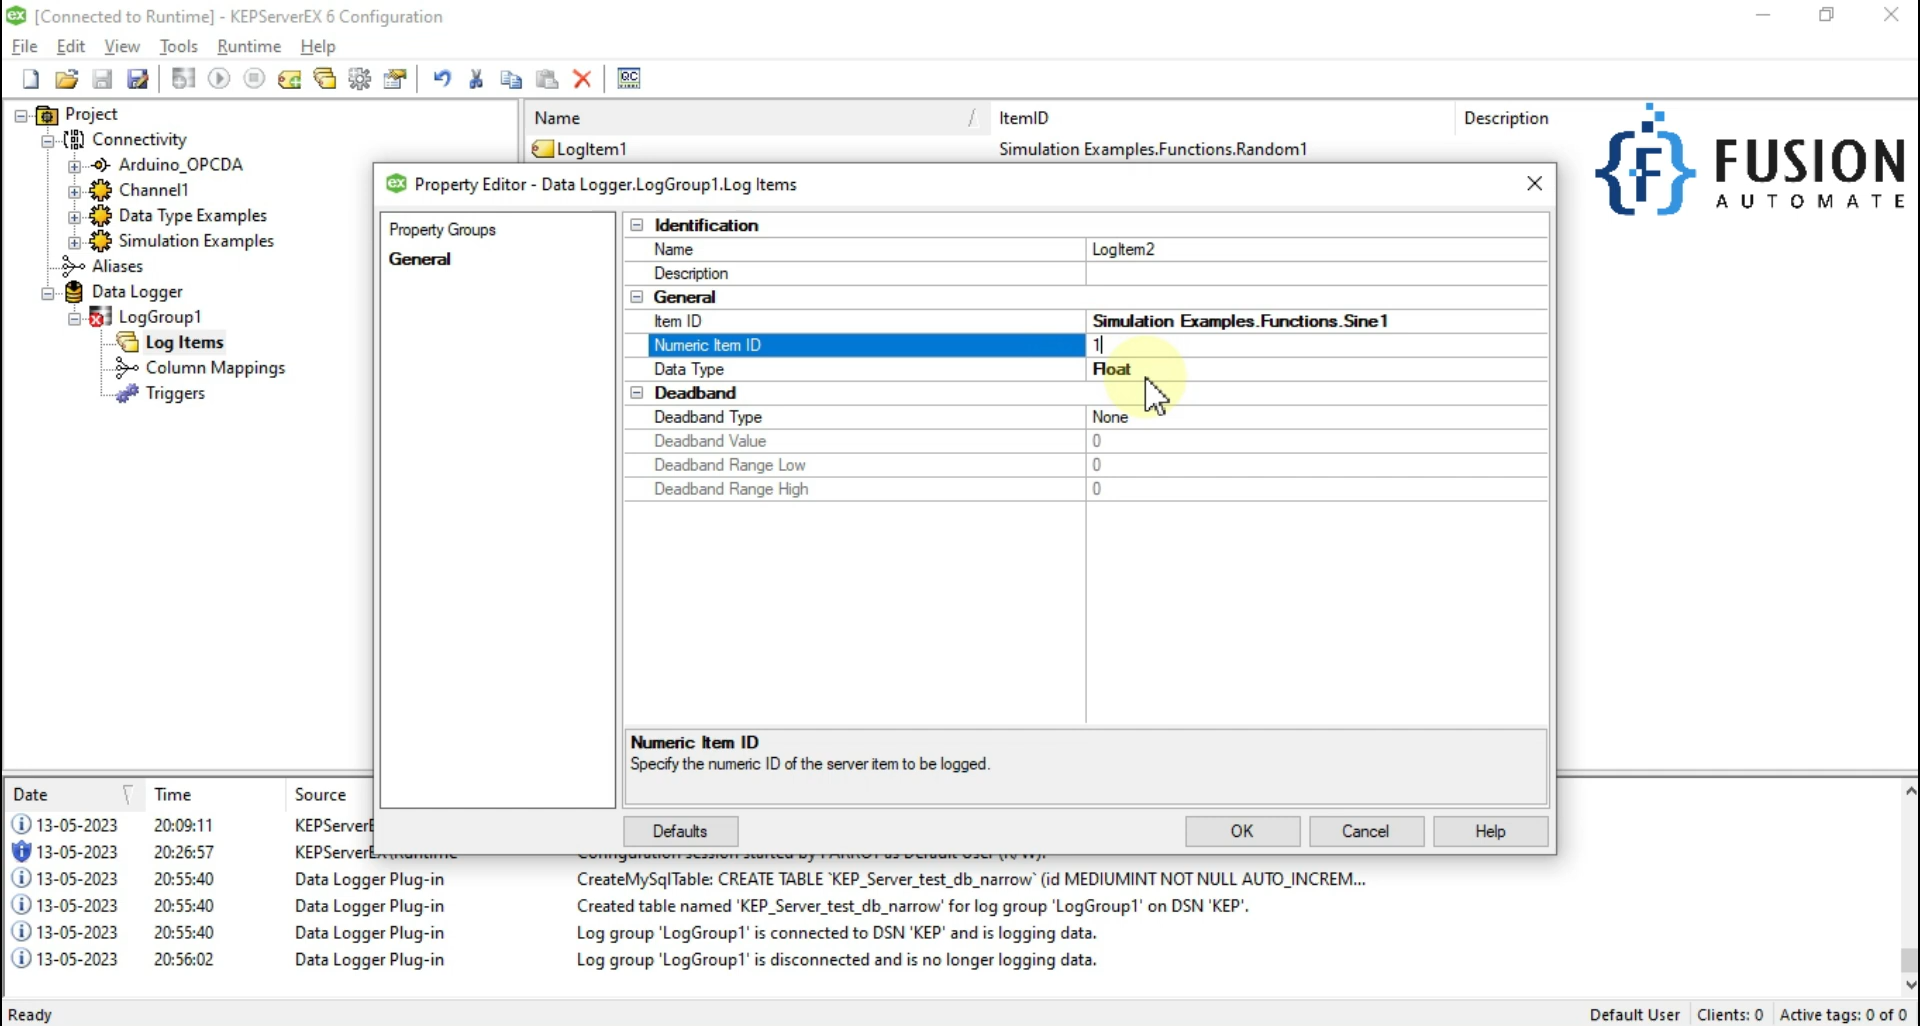 [Connected to Runtime] - KEPServerEX 6 Configuration
File Edit View Tools Runtime Help
QC
Project
Connectivity
Arduino_OPCDA
Channel1
Data Type Examples
Simulation Examples
Aliases
Data Logger
LogGroup1
Log Items
Column Mappings
Triggers
Name ItemID Description
LogItem1 Simulation Examples.Functions.Random1
FUSION
AUTOMATE
Property Editor - Data Logger.LogGroup1.Log Items
Property Groups
General
Identification
Name LogItem2
Description
General
Item ID Simulation Examples.Functions.Sine1
Numeric Item ID 1
Data Type Float
Deadband
Deadband Type None
Deadband Value 0
Deadband Range Low 0
Deadband Range High 0
Numeric Item ID
Specify the numeric ID of the server item to be logged.
Defaults OK Cancel Help
Date Time Source
13-05-2023 20:09:11 KEPServerE
13-05-2023 20:26:57
13-05-2023 20:55:40 Data Logger Plug-in CreateMySqlTable: CREATE TABLE `KEP_Server_test_db_narrow` (id MEDIUMINT NOT NULL AUTO_INCREM...
13-05-2023 20:55:40 Data Logger Plug-in Created table named 'KEP_Server_test_db_narrow' for log group 'LogGroup1' on DSN 'KEP'.
13-05-2023 20:55:40 Data Logger Plug-in Log group 'LogGroup1' is connected to DSN 'KEP' and is logging data.
13-05-2023 20:56:02 Data Logger Plug-in Log group 'LogGroup1' is disconnected and is no longer logging data.
Ready Default User Clients: 0 Active tags: 0 of 0